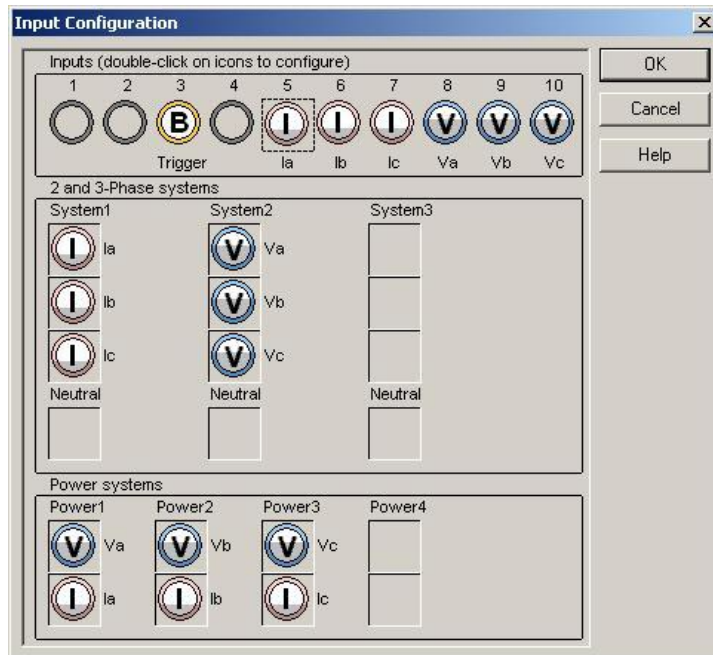 Input Configuration
Inputs (double-click on icons to configure)
OK
1 2 3 4 5 6 7 8 9 10
B I I I V V V
Cancel
Trigger Ia Ib Ic Va Vb Vc
Help
2 and 3-Phase systems
System1 System2 System3
I Ia V Va
I Ib V Vb
I Ic V Vc
Neutral Neutral Neutral
Power systems
Power1 Power2 Power3 Power4
V Va V Vb V Vc
I Ia I Ib I Ic